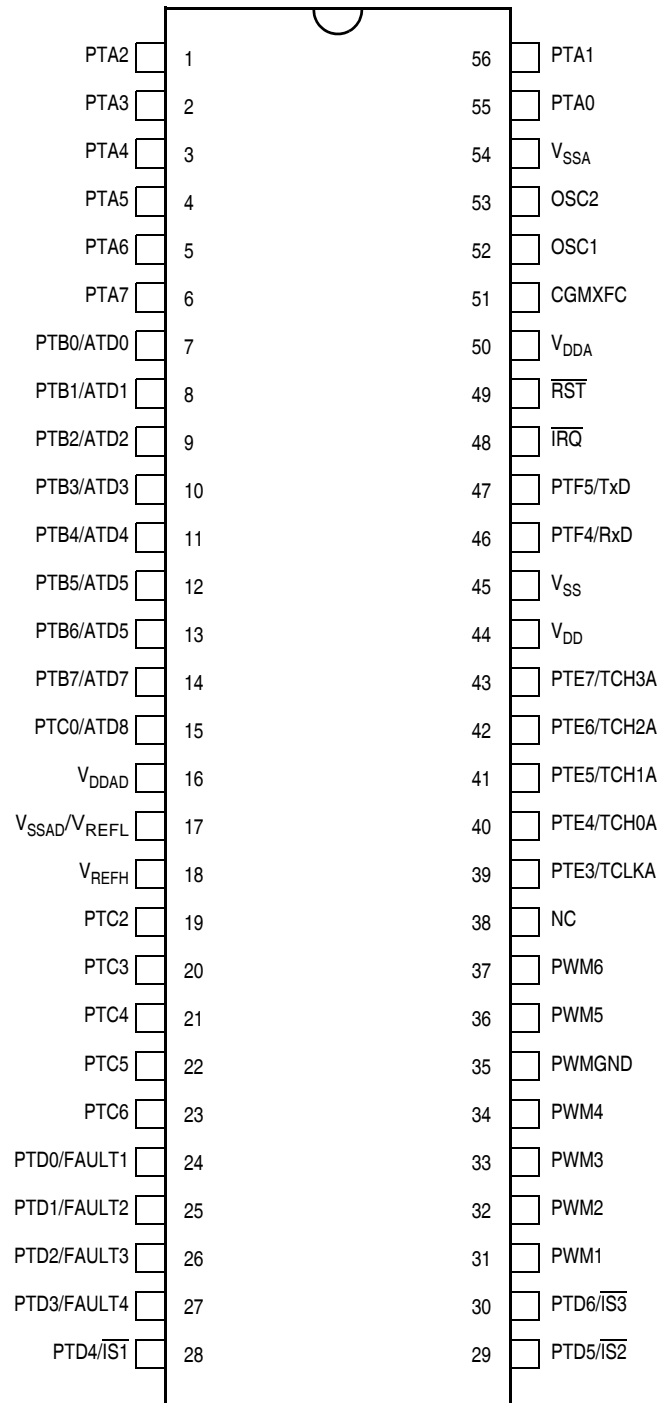 PTA2 1 56 PTA1
PTA3 2 55 PTA0
PTA4 3 54 VSSA
PTA5 4 53 OSC2
PTA6 5 52 OSC1
PTA7 6 51 CGMXFC
PTB0/ATD0 7 50 VDDA
PTB1/ATD1 8 49 R̅S̅T̅
PTB2/ATD2 9 48 I̅R̅Q̅
PTB3/ATD3 10 47 PTF5/TxD
PTB4/ATD4 11 46 PTF4/RxD
PTB5/ATD5 12 45 VSS
PTB6/ATD5 13 44 VDD
PTB7/ATD7 14 43 PTE7/TCH3A
PTC0/ATD8 15 42 PTE6/TCH2A
VDDAD 16 41 PTE5/TCH1A
VSSAD/VREFL 17 40 PTE4/TCH0A
VREFH 18 39 PTE3/TCLKA
PTC2 19 38 NC
PTC3 20 37 PWM6
PTC4 21 36 PWM5
PTC5 22 35 PWMGND
PTC6 23 34 PWM4
PTD0/FAULT1 24 33 PWM3
PTD1/FAULT2 25 32 PWM2
PTD2/FAULT3 26 31 PWM1
PTD3/FAULT4 27 30 PTD6/I̅S̅3̅
PTD4/I̅S̅1̅ 28 29 PTD5/I̅S̅2̅